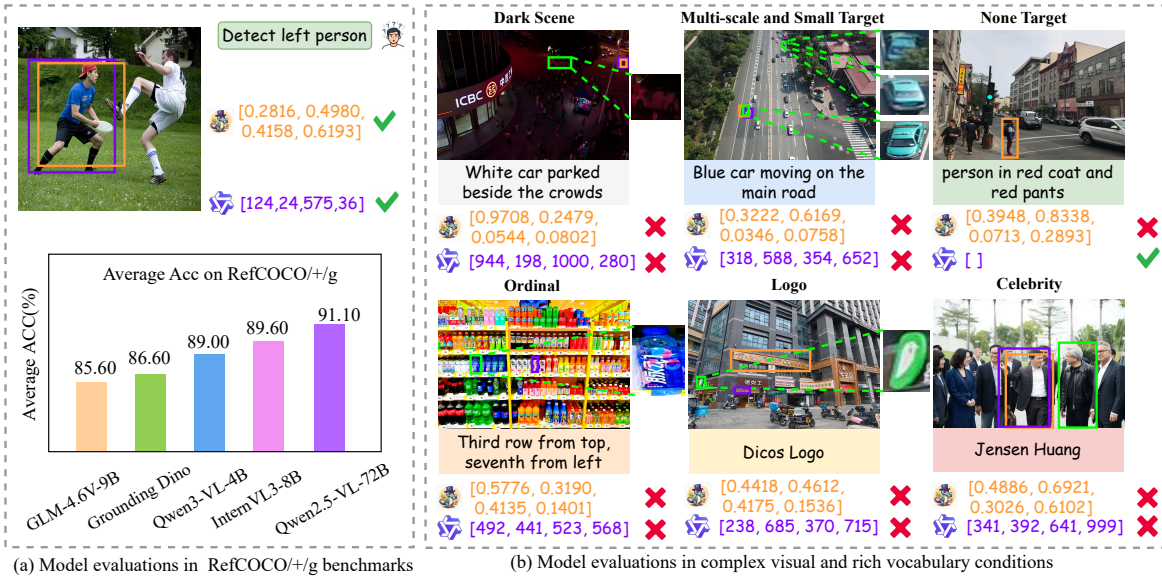 Detect left person
[0.2816, 0.4980,
0.4158, 0.6193]
[124,24,575,36]
Average Acc on RefCOCO/+/g
Average ACC(%)
85.60
86.60
89.00
89.60
91.10
GLM-4.6V-9B
Grounding Dino
Qwen3-VL-4B
InternVL3-8B
Qwen2.5-VL-72B
(a) Model evaluations in RefCOCO/+/g benchmarks
Dark Scene
ICBC
White car parked
beside the crowds
[0.9708, 0.2479,
0.0544, 0.0802]
[944, 198, 1000, 280]
Multi-scale and Small Target
Blue car moving on the
main road
[0.3222, 0.6169,
0.0346, 0.0758]
[318, 588, 354, 652]
None Target
person in red coat and
red pants
[0.3948, 0.8338,
0.0713, 0.2893]
[ ]
Ordinal
Third row from top,
seventh from left
[0.5776, 0.3190,
0.4135, 0.1401]
[492, 441, 523, 568]
Logo
Dicos Logo
[0.4418, 0.4612,
0.4175, 0.1536]
[238, 685, 370, 715]
Celebrity
Jensen Huang
[0.4886, 0.6921,
0.3026, 0.6102]
[341, 392, 641, 999]
(b) Model evaluations in complex visual and rich vocabulary conditions